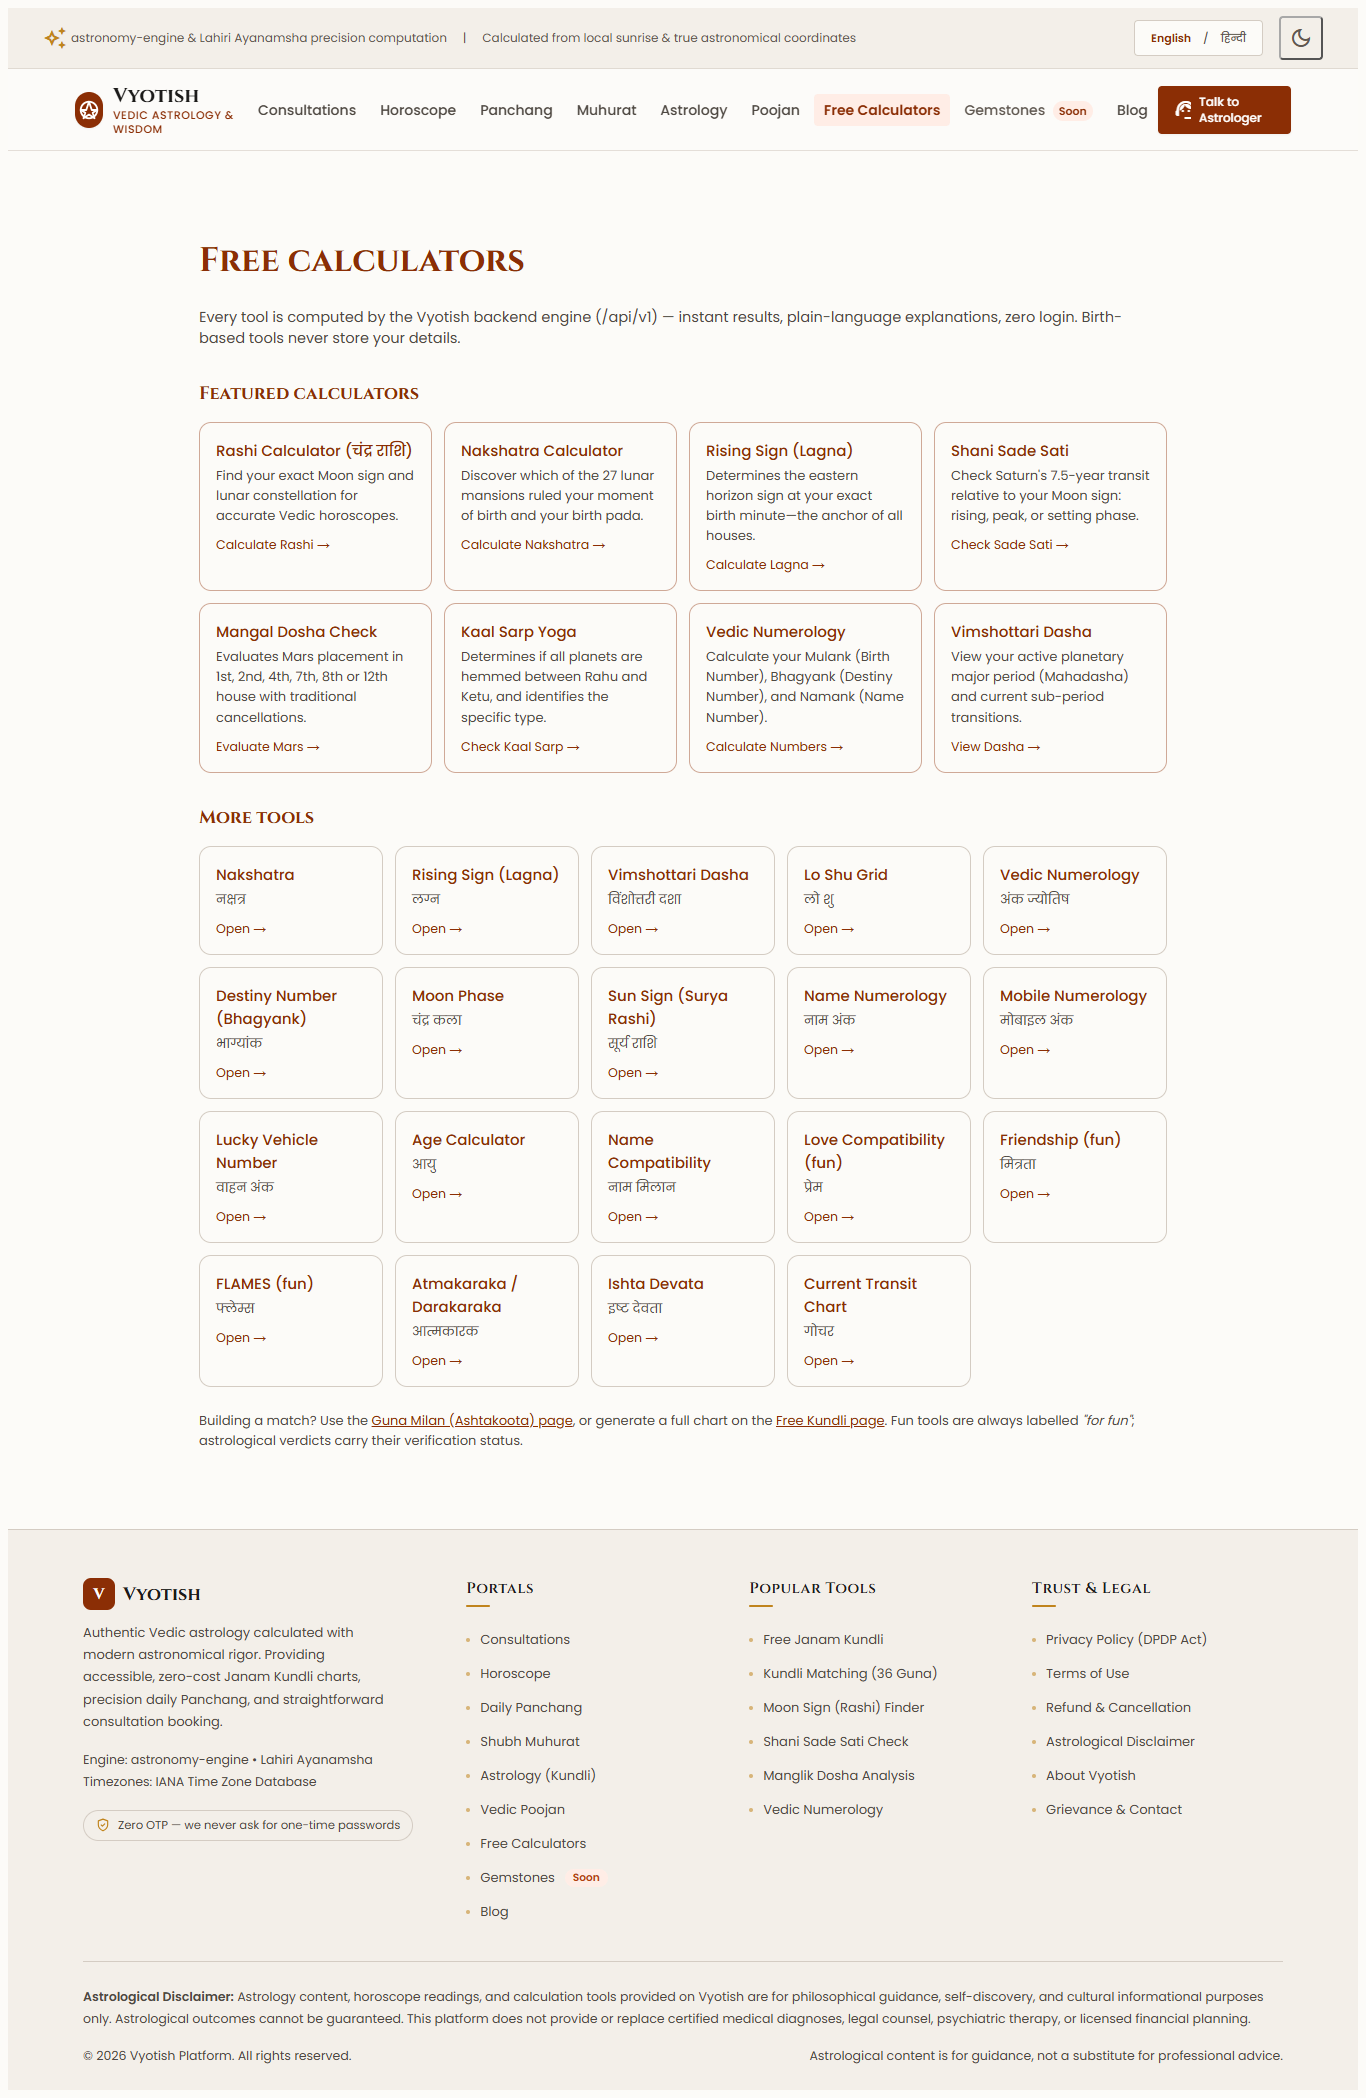 astronomy-engine & Lahiri Ayanamsha precision computation | Calculated from local sunrise & true astronomical coordinates
English / हिन्दी
Vyotish
VEDIC ASTROLOGY &
WISDOM
Consultations Horoscope Panchang Muhurat Astrology Poojan Free Calculators Gemstones Soon Blog
Talk to
Astrologer
Free calculators
Every tool is computed by the Vyotish backend engine (/api/v1) — instant results, plain-language explanations, zero login. Birth-
based tools never store your details.
Featured calculators
Rashi Calculator (चंद्र राशि)
Find your exact Moon sign and
lunar constellation for
accurate Vedic horoscopes.
Calculate Rashi →
Nakshatra Calculator
Discover which of the 27 lunar
mansions ruled your moment
of birth and your birth pada.
Calculate Nakshatra →
Rising Sign (Lagna)
Determines the eastern
horizon sign at your exact
birth minute—the anchor of all
houses.
Calculate Lagna →
Shani Sade Sati
Check Saturn's 7.5-year transit
relative to your Moon sign:
rising, peak, or setting phase.
Check Sade Sati →
Mangal Dosha Check
Evaluates Mars placement in
1st, 2nd, 4th, 7th, 8th or 12th
house with traditional
cancellations.
Evaluate Mars →
Kaal Sarp Yoga
Determines if all planets are
hemmed between Rahu and
Ketu, and identifies the
specific type.
Check Kaal Sarp →
Vedic Numerology
Calculate your Mulank (Birth
Number), Bhagyank (Destiny
Number), and Namank (Name
Number).
Calculate Numbers →
Vimshottari Dasha
View your active planetary
major period (Mahadasha)
and current sub-period
transitions.
View Dasha →
More tools
Nakshatra
नक्षत्र
Open →
Rising Sign (Lagna)
लग्न
Open →
Vimshottari Dasha
विंशोत्तरी दशा
Open →
Lo Shu Grid
लो शु
Open →
Vedic Numerology
अंक ज्योतिष
Open →
Destiny Number
(Bhagyank)
भाग्यांक
Open →
Moon Phase
चंद्र कला
Open →
Sun Sign (Surya
Rashi)
सूर्य राशि
Open →
Name Numerology
नाम अंक
Open →
Mobile Numerology
मोबाइल अंक
Open →
Lucky Vehicle
Number
वाहन अंक
Open →
Age Calculator
आयु
Open →
Name
Compatibility
नाम मिलान
Open →
Love Compatibility
(fun)
प्रेम
Open →
Friendship (fun)
मित्रता
Open →
FLAMES (fun)
फ्लेम्स
Open →
Atmakaraka /
Darakaraka
आत्मकारक
Open →
Ishta Devata
इष्ट देवता
Open →
Current Transit
Chart
गोचर
Open →
Building a match? Use the Guna Milan (Ashtakoota) page, or generate a full chart on the Free Kundli page. Fun tools are always labelled "for fun";
astrological verdicts carry their verification status.
V Vyotish
Authentic Vedic astrology calculated with
modern astronomical rigor. Providing
accessible, zero-cost Janam Kundli charts,
precision daily Panchang, and straightforward
consultation booking.
Engine: astronomy-engine • Lahiri Ayanamsha
Timezones: IANA Time Zone Database
Zero OTP — we never ask for one-time passwords
Portals
Consultations
Horoscope
Daily Panchang
Shubh Muhurat
Astrology (Kundli)
Vedic Poojan
Free Calculators
Gemstones Soon
Blog
Popular Tools
Free Janam Kundli
Kundli Matching (36 Guna)
Moon Sign (Rashi) Finder
Shani Sade Sati Check
Manglik Dosha Analysis
Vedic Numerology
Trust & Legal
Privacy Policy (DPDP Act)
Terms of Use
Refund & Cancellation
Astrological Disclaimer
About Vyotish
Grievance & Contact
Astrological Disclaimer: Astrology content, horoscope readings, and calculation tools provided on Vyotish are for philosophical guidance, self-discovery, and cultural informational purposes
only. Astrological outcomes cannot be guaranteed. This platform does not provide or replace certified medical diagnoses, legal counsel, psychiatric therapy, or licensed financial planning.
© 2026 Vyotish Platform. All rights reserved.
Astrological content is for guidance, not a substitute for professional advice.